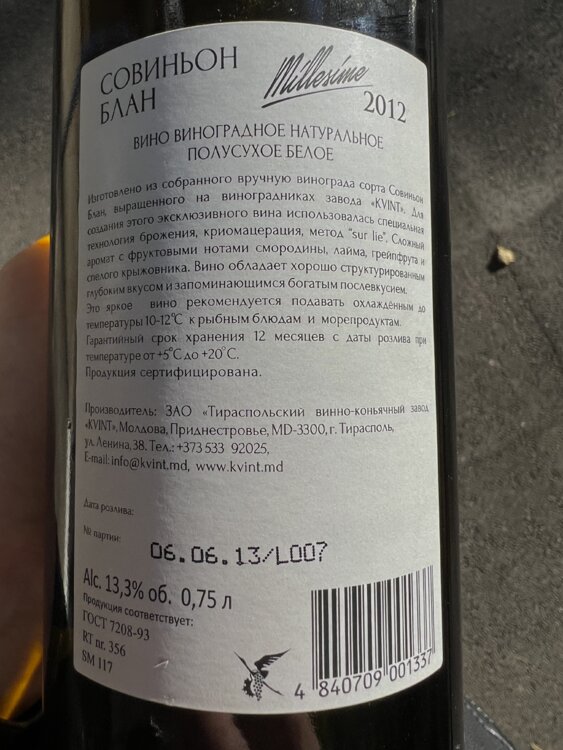 СОВИНЬОН
БЛАН
Millesime
2012
ВИНО ВИНОГРАДНОЕ НАТУРАЛЬНОЕ
ПОЛУСУХОЕ БЕЛОЕ
Изготовлено из собранного вручную винограда сорта Совиньон
Блан, выращенного на виноградниках завода «KVINT». Для
создания этого эксклюзивного вина использовалась специальная
технология брожения, криомацерация, метод "sur lie". Сложный
аромат с фруктовыми нотами смородины, лайма, грейпфрута и
спелого крыжовника. Вино обладает хорошо структурированным
глубоким вкусом и запоминающимся богатым послевкусием.
Это яркое вино рекомендуется подавать охлаждённым до
температуры 10-12°С к рыбным блюдам и морепродуктам.
Гарантийный срок хранения 12 месяцев с даты розлива при
температуре от +5°С до +20°С.
Продукция сертифицирована.
Производитель: ЗАО «Тираспольский винно-коньячный завод
«KVINT», Молдова, Приднестровье, MD-3300, г. Тирасполь,
ул. Ленина, 38. Тел.: +373 533 92025,
E-mail: info@kvint.md, www.kvint.md
Дата розлива:
№ партии:
06.06.13/L007
Alc. 13,3% об. 0,75 л
Продукция соответствует:
ГОСТ 7208-93
RT nr. 356
SM 117
4 840709 001337